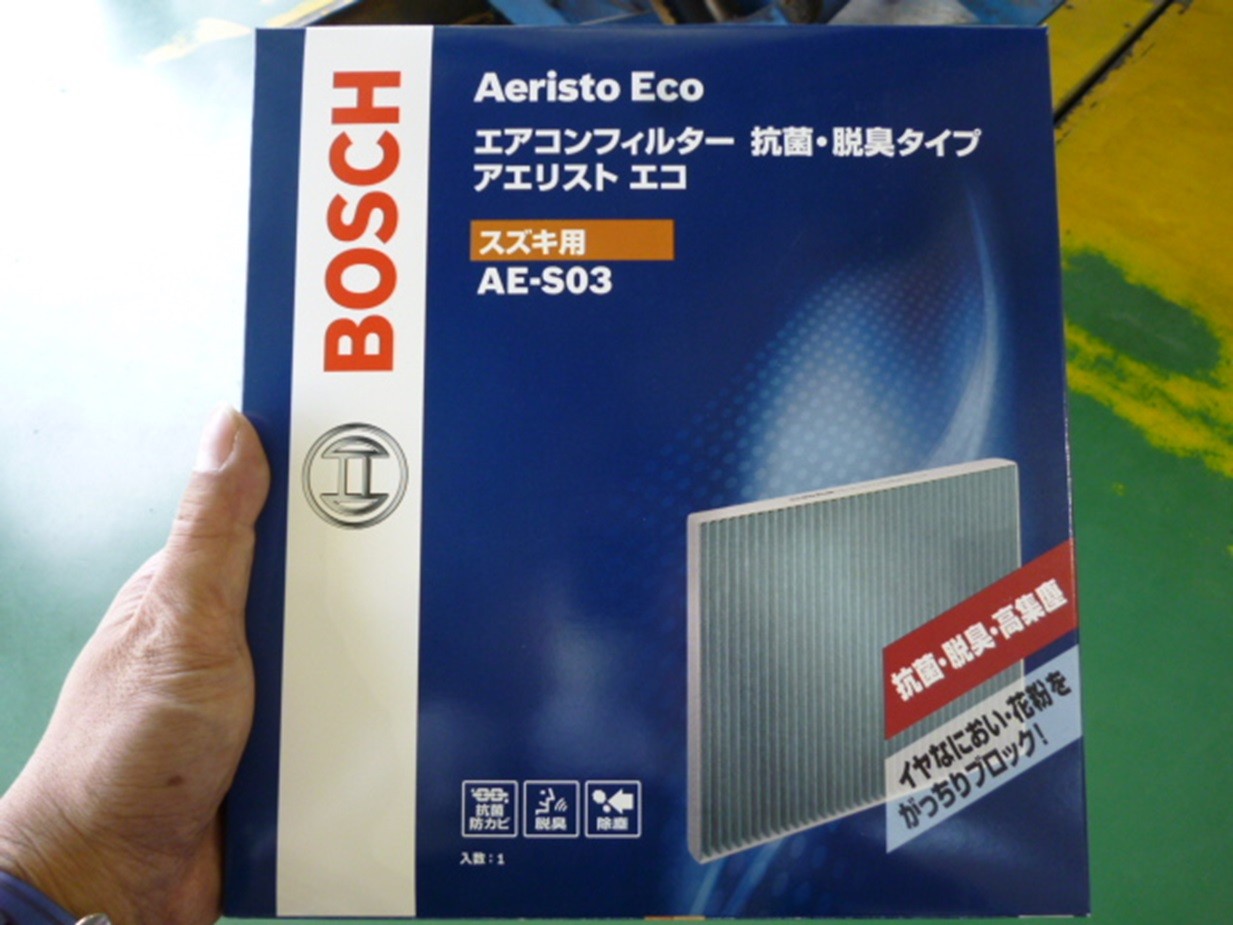 BOSCH
Aeristo Eco
エアコンフィルター 抗菌・脱臭タイプ
アエリスト エコ
スズキ用
AE-S03
抗菌・脱臭・高集塵
イヤなにおい・花粉を
がっちりブロック!
抗菌
防カビ
脱臭
除塵
入数:1